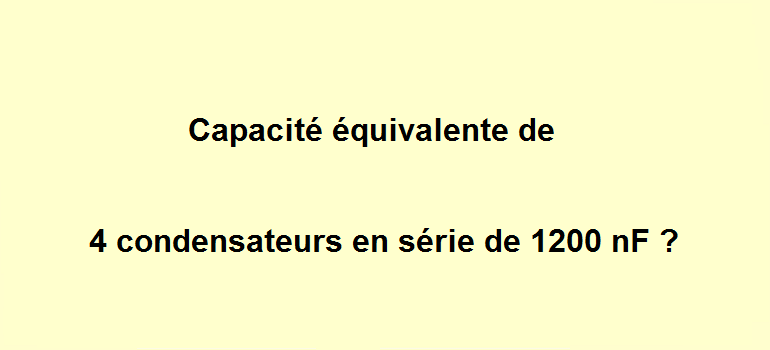 Capacité équivalente de
4 condensateurs en série de 1200 nF ?